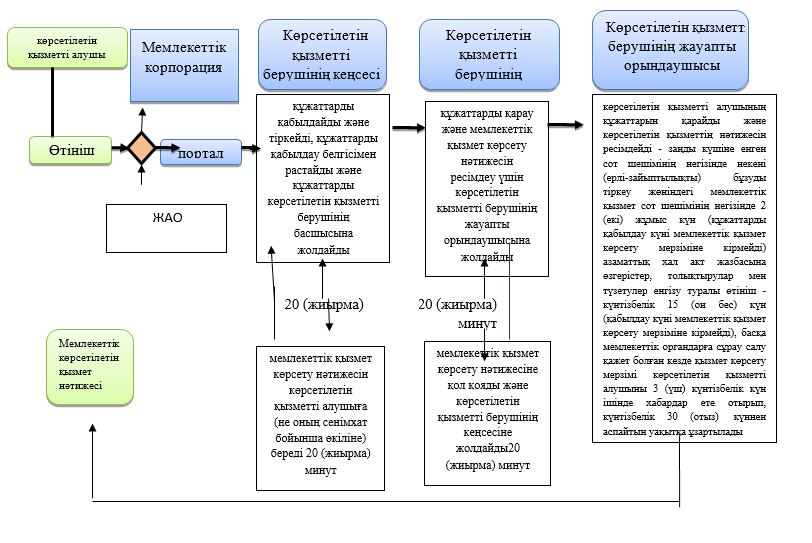 көрсетілетін
қызметті алушы
Өтініш
Мемлекеттік
корпорация
портал
ЖАО
Мемлекеттік
көрсетілетін
қызмет
нәтижесі
Көрсетілетін
қызметті
берушінің кеңсесі
құжаттарды
қабылдайды және
тіркейді, құжаттарды
қабылдау белгісімен
растайды және
құжаттарды
көрсетілетін қызметті
берушінің
басшысына
жолдайды
20 (жиырма)
мемлекеттік қызмет
көрсету нәтижесін
көрсетілетін
қызметті алушыға
(не оның сенімхат
бойынша өкіліне)
береді 20 (жиырма)
минут
Көрсетілетін
қызметті
берушінің
құжаттарды қарау
және мемлекеттік
қызмет көрсету
нәтижесін
ресімдеу үшін
көрсетілетін
қызметті берушінің
жауапты
орындаушысына
жолдайды
20 (жиырма)
минут
мемлекеттік қызмет
көрсету нәтижесіне
қол қояды және
көрсетілетін
қызметті берушінің
кеңсесіне
жолдайды20
(жиырма) минут
Көрсетілетін қызметт
берушінің жауапты
орындаушысы
көрсетілетін қызметті алушының
құжаттарын қарайды және
көрсетілетін қызметтің нәтижесін
ресімдейді - заңды күшіне енген
сот шешімінің негізінде некені
(ерлі-зайыптылықты) бұзуды
тіркеу жөніндегі мемлекеттік
қызмет сот шешімінің негізінде 2
(екі) жұмыс күн (құжаттарды
қабылдау күні мемлекеттік қызмет
көрсету мерзіміне кірмейді)
азаматтық хал акт жазбасына
өзгерістер, толықтырулар мен
түзетулер енгізу туралы өтініш -
күнтізбелік 15 (он бес) күн
(қабылдау күні мемлекеттік қызмет
көрсету мерзіміне кірмейді), басқа
мемлекеттік органдарға сұрау салу
қажет болған кезде қызмет көрсету
мерзімі көрсетілетін қызметті
алушыны 3 (үш) күнтізбелік күн
ішінде хабардар ете отырып,
күнтізбелік 30 (отыз) күннен
аспайтын уақытқа ұзартылады